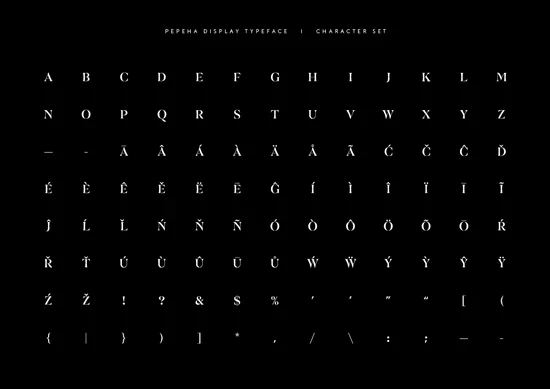 PEPEHA DISPLAY TYPEFACE | CHARACTER SET
A B C D E F G H I J K L M
N O P Q R S T U V W X Y Z
— - Ā Â Á À Ä Å Ã Ć Č Ĉ Ď
É È Ê Ě Ë Ē Ĝ Í Ì Î Ï Ī Ĩ
Ĵ Ĺ Ľ Ń Ň Ñ Ó Ò Ô Ö Õ Ō Ŕ
Ř Ť Ú Ù Û Ū Ů Ẃ Ŵ Ý Ỳ Ŷ Ÿ
Ź Ž ! ? & $ % ′ ‘ ″ “ [ (
{ | } ) ] * , / \ : ; — -